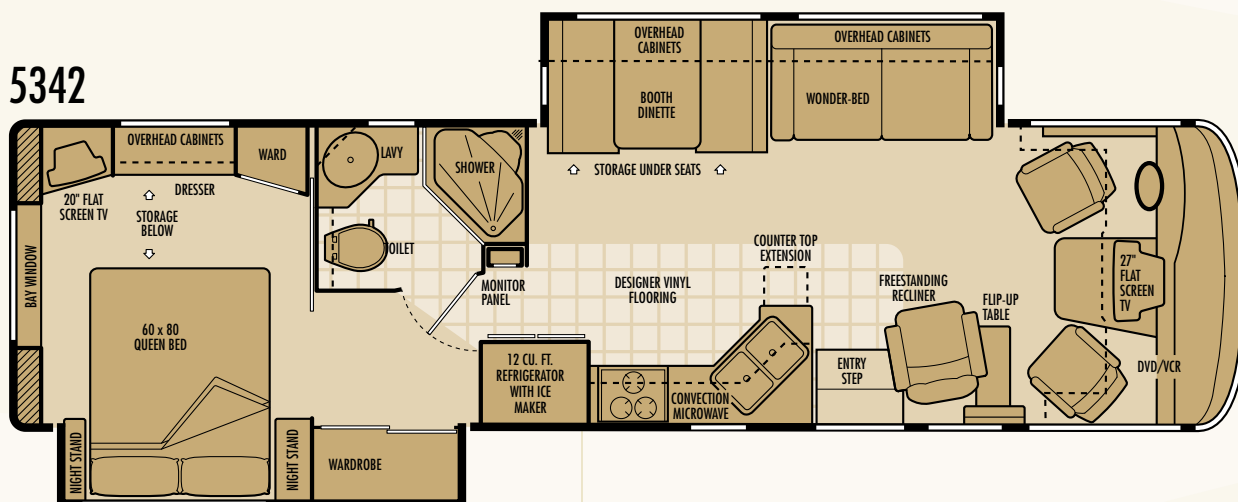 5342
OVERHEAD
CABINETS
BOOTH
DINETTE
OVERHEAD CABINETS
WONDER-BED
STORAGE UNDER SEATS
OVERHEAD CABINETS
WARD
LAVY
SHOWER
20" FLAT
SCREEN TV
DRESSER
STORAGE
BELOW
TOILET
BAY WINDOW
MONITOR
PANEL
DESIGNER VINYL
FLOORING
COUNTER TOP
EXTENSION
FREESTANDING
RECLINER
FLIP-UP
TABLE
27"
FLAT
SCREEN
TV
60 x 80
QUEEN BED
12 CU. FT.
REFRIGERATOR
WITH ICE
MAKER
CONVECTION
MICROWAVE
ENTRY
STEP
DVD/VCR
NIGHT STAND
NIGHT STAND
WARDROBE